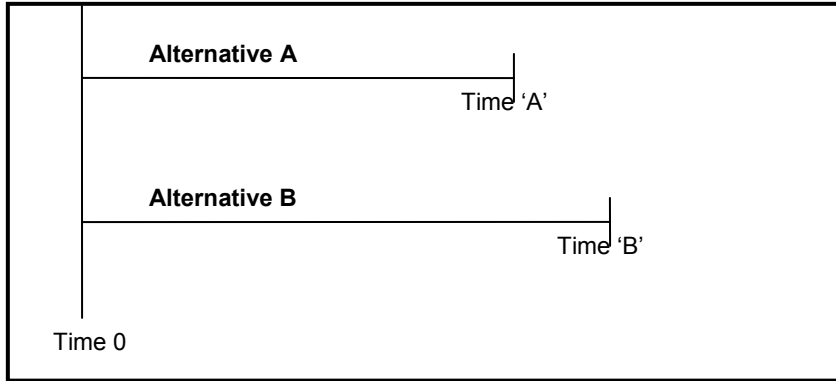 Alternative A
Time ‘A’
Alternative B
Time ‘B’
Time 0